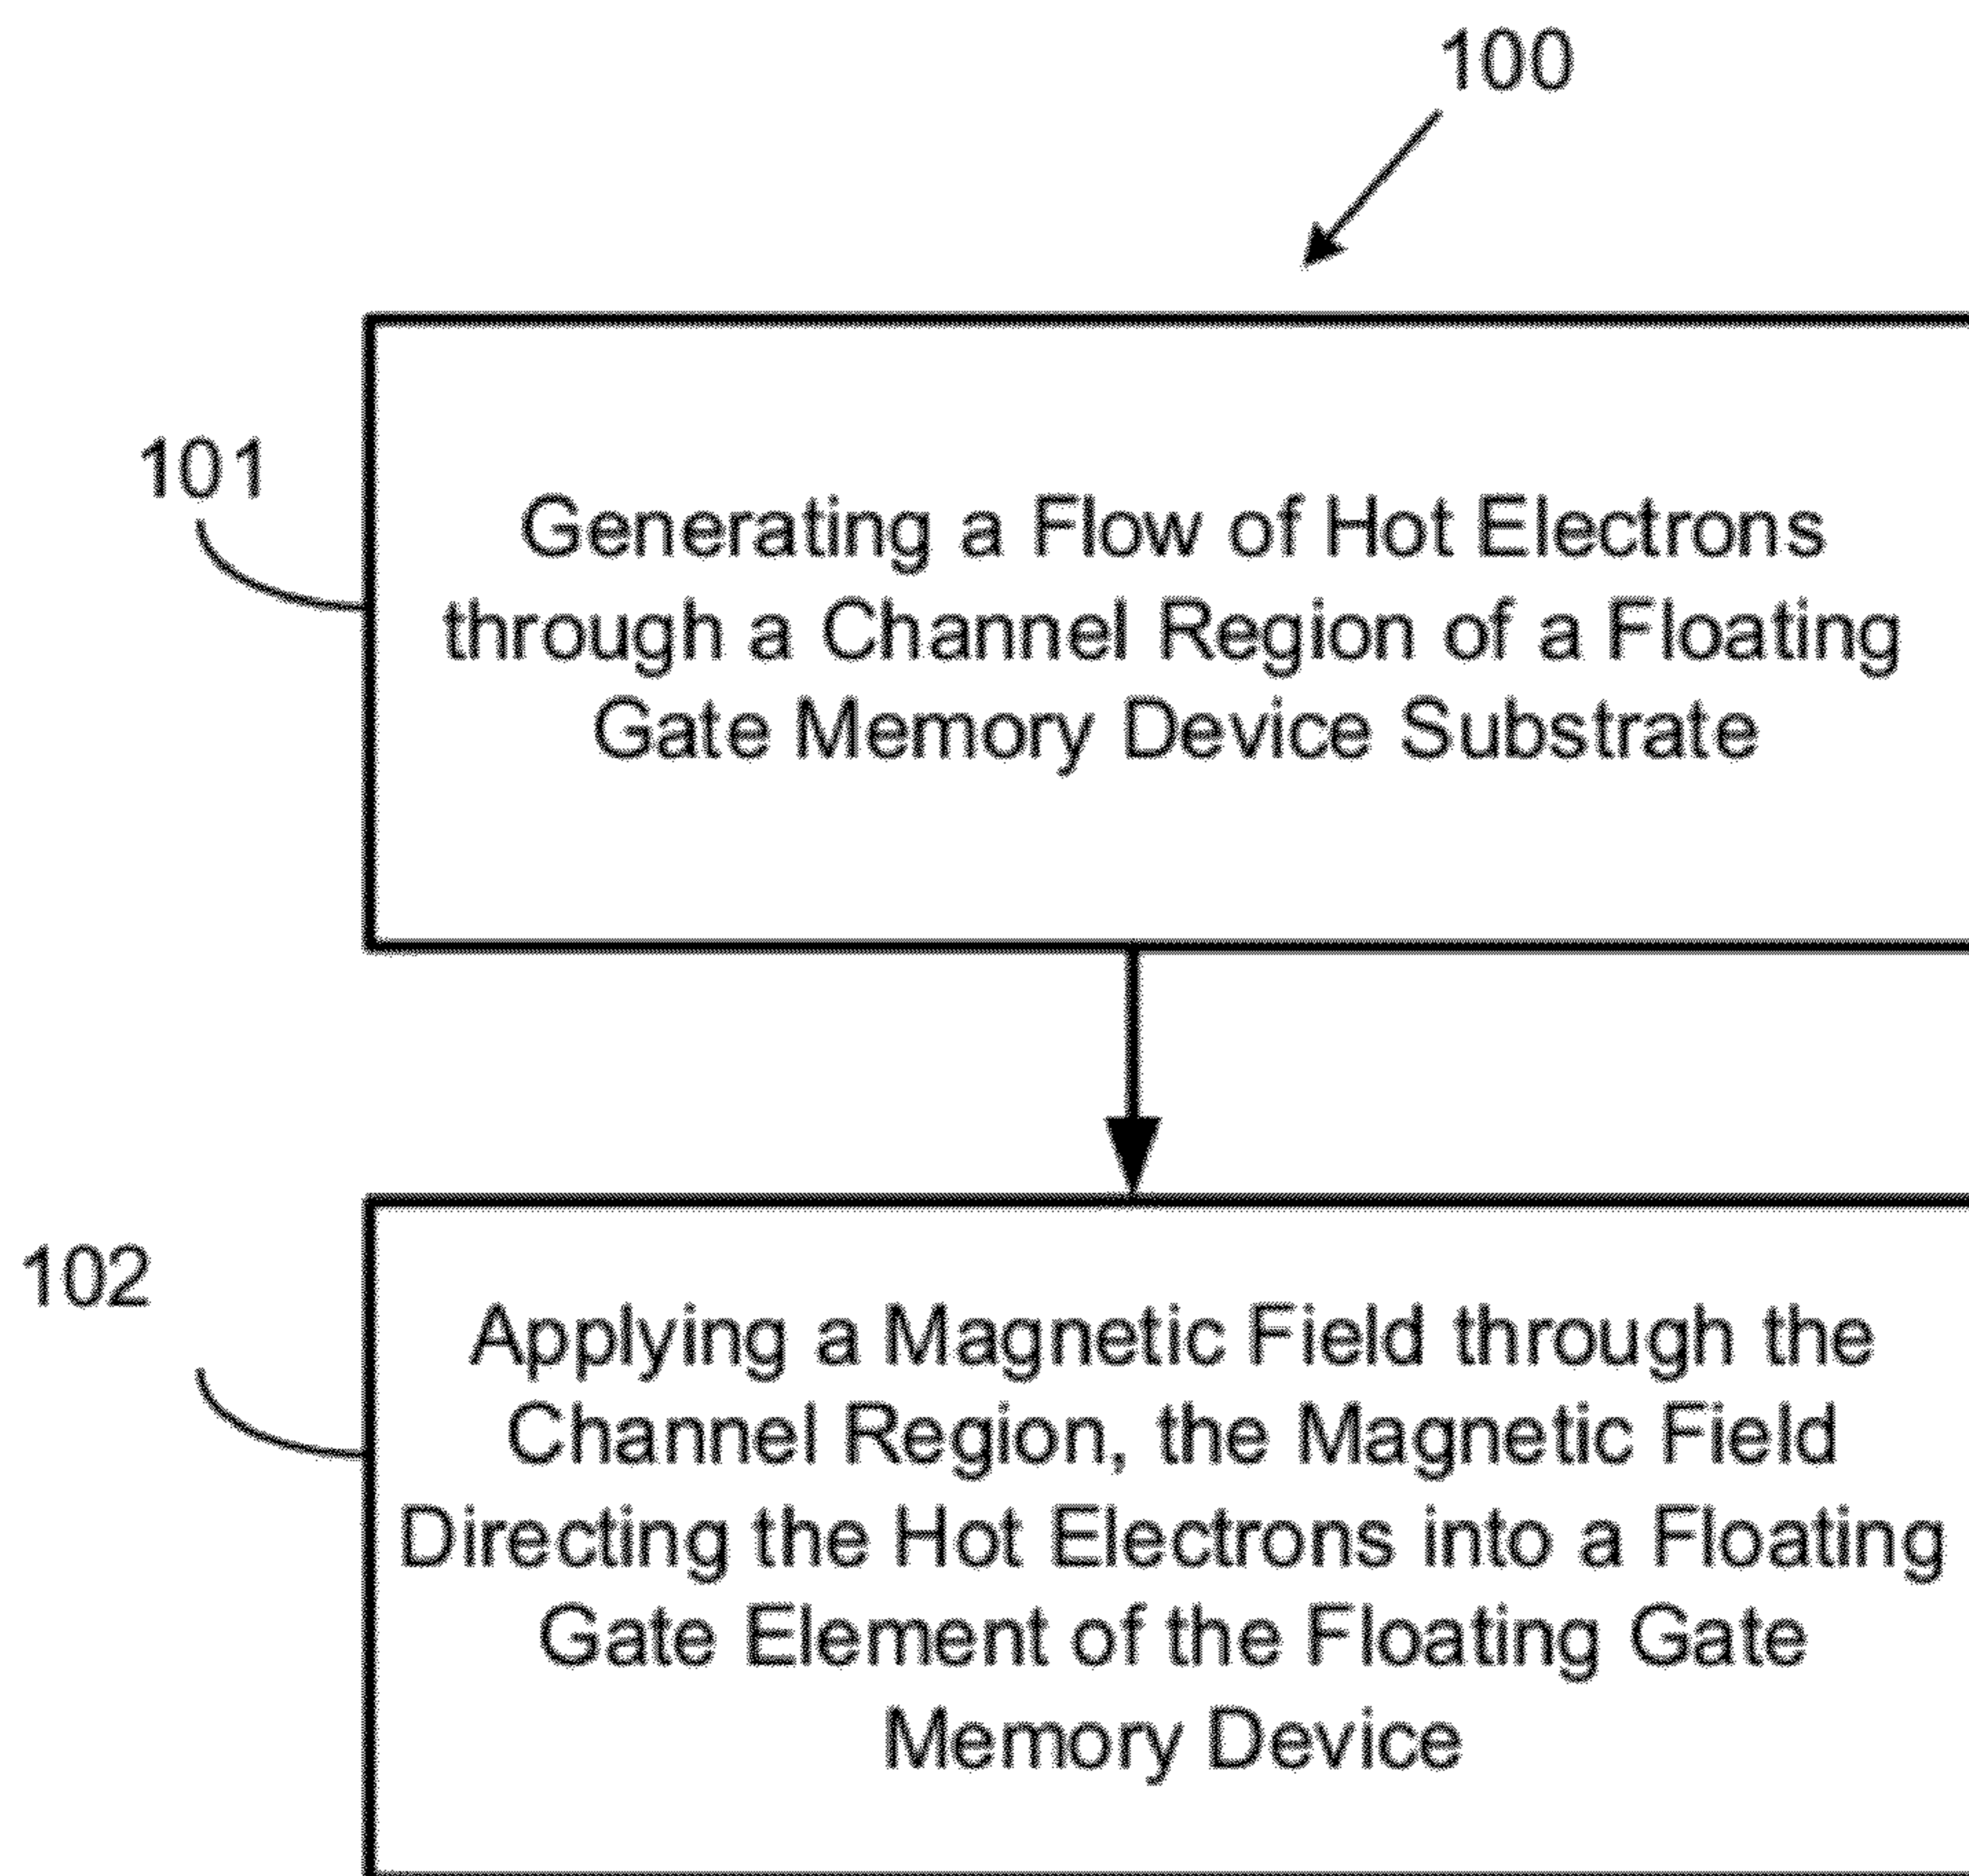 100
101
Generating a Flow of Hot Electrons
through a Channel Region of a Floating
Gate Memory Device Substrate
102
Applying a Magnetic Field through the
Channel Region, the Magnetic Field
Directing the Hot Electrons into a Floating
Gate Element of the Floating Gate
Memory Device